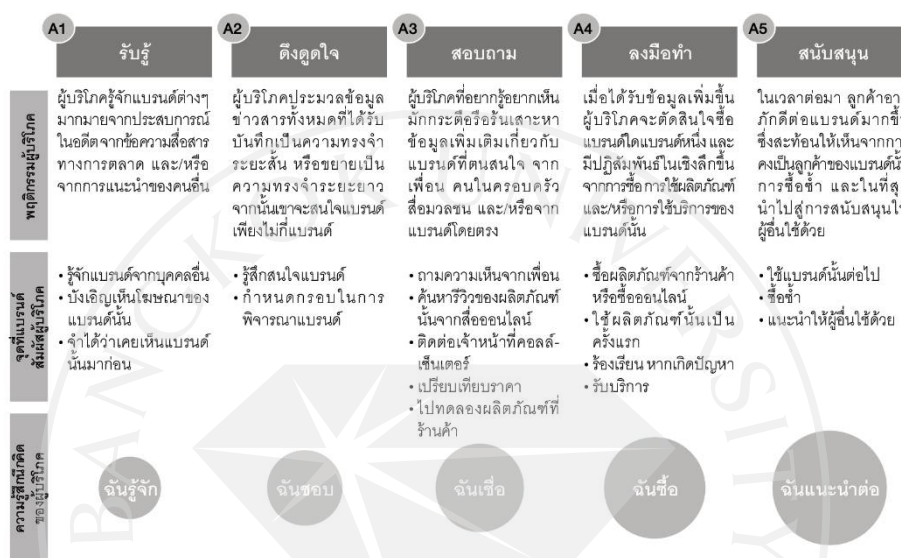 A1
รับรู้
A2
ดึงดูดใจ
A3
สอบถาม
A4
ลงมือทำ
A5
สนับสนุน
พฤติกรรมผู้บริโภค
ผู้บริโภครู้จักแบรนด์ต่างๆ
มากมายจากประสบการณ์
ในอดีต จากข้อความสื่อสาร
ทางการตลาด และ/หรือ
จากการแนะนำของคนอื่น
ผู้บริโภคประมวลข้อมูล
ข่าวสารทั้งหมดที่ได้รับ
บันทึกเป็นความทรงจำ
ระยะสั้น หรือขยายเป็น
ความทรงจำระยะยาว
จากนั้นเขาจะสนใจแบรนด์
เพียงไม่กี่แบรนด์
ผู้บริโภคที่อยากรู้อยากเห็น
มักกระตือรือร้นเสาะหา
ข้อมูลเพิ่มเติมเกี่ยวกับ
แบรนด์ที่ตนสนใจ จาก
เพื่อน คนในครอบครัว
สื่อมวลชน และ/หรือจาก
แบรนด์โดยตรง
เมื่อได้รับข้อมูลเพิ่มขึ้น
ผู้บริโภคจะตัดสินใจซื้อ
แบรนด์ใดแบรนด์หนึ่ง และ
มีปฏิสัมพันธ์ในเชิงลึกขึ้น
จากการซื้อ การใช้ผลิตภัณฑ์
และ/หรือการใช้บริการของ
แบรนด์นั้น
ในเวลาต่อมา ลูกค้าอา
ภักดีต่อแบรนด์มากขึ้
ซึ่งสะท้อนให้เห็นจากกา
คงเป็นลูกค้าของแบรนด์นั้
การซื้อซ้ำ และในที่สุ
นำไปสู่การสนับสนุนใ
ผู้อื่นใช้ด้วย
จุดที่แบรนด์
สัมผัสผู้บริโภค
• รู้จักแบรนด์จากบุคคลอื่น
• บังเอิญเห็นโฆษณาของ
แบรนด์นั้น
• จำได้ว่าเคยเห็นแบรนด์
นั้นมาก่อน
• รู้สึกสนใจแบรนด์
• กำหนดกรอบในการ
พิจารณาแบรนด์
• ถามความเห็นจากเพื่อน
• ค้นหารีวิวของผลิตภัณฑ์
นั้นจากสื่อออนไลน์
• ติดต่อเจ้าหน้าที่คอลล์-
เซ็นเตอร์
• เปรียบเทียบราคา
• ไปทดลองผลิตภัณฑ์ที่
ร้านค้า
• ซื้อผลิตภัณฑ์จากร้านค้า
หรือซื้อออนไลน์
• ใช้ผลิตภัณฑ์นั้นเป็น
ครั้งแรก
• ร้องเรียน หากเกิดปัญหา
• รับบริการ
• ใช้แบรนด์นั้นต่อไป
• ซื้อซ้ำ
• แนะนำให้ผู้อื่นใช้ด้วย
ความรู้สึกนึกคิด
ของผู้บริโภค
ฉันรู้จัก
ฉันชอบ
ฉันเชื่อ
ฉันซื้อ
ฉันแนะนำต่อ
BANGKOK UNIVERSITY